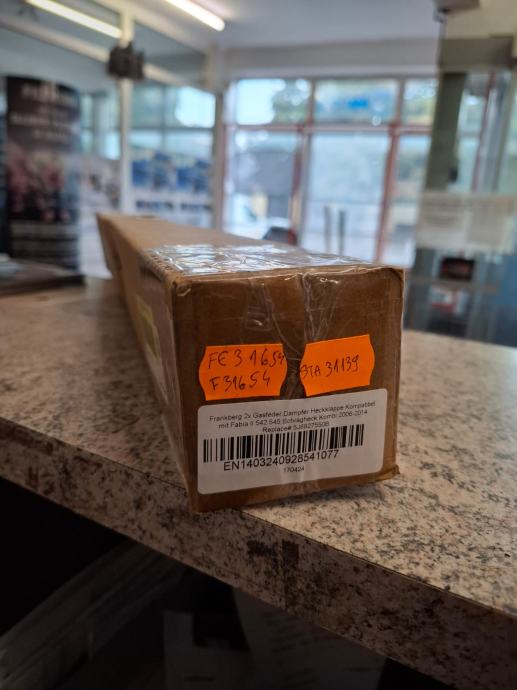 FE31654
F31654
STA 31139
Frankberg 2x Gasfeder Dämpfer Heckklappe Kompatibel
mit Fabia II 542 545 Schrägheck Kombi 2006-2014
Replace# 5J6827550B
EN1403240928541077
170424